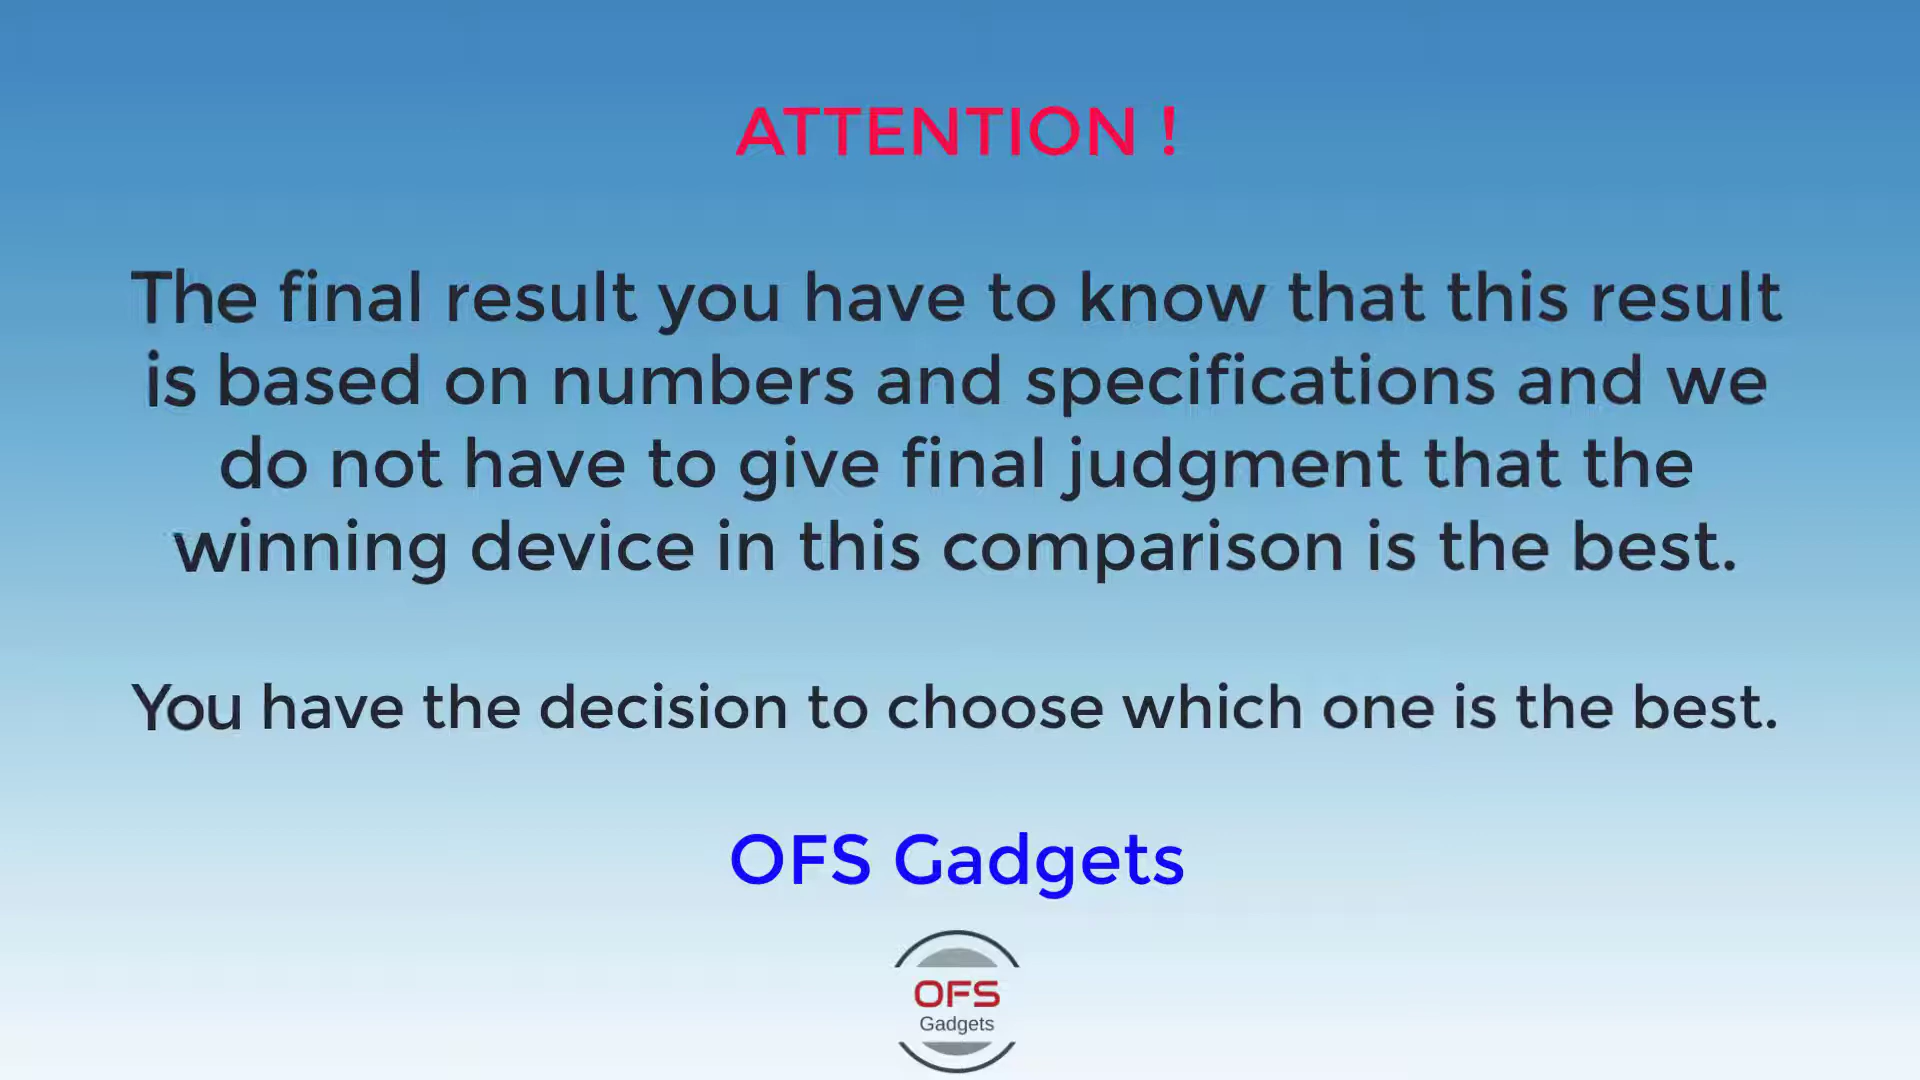 ATTENTION !
The final result you have to know that this result
is based on numbers and specifications and we
do not have to give final judgment that the
winning device in this comparison is the best.
You have the decision to choose which one is the best.
OFS Gadgets
OFS
Gadgets